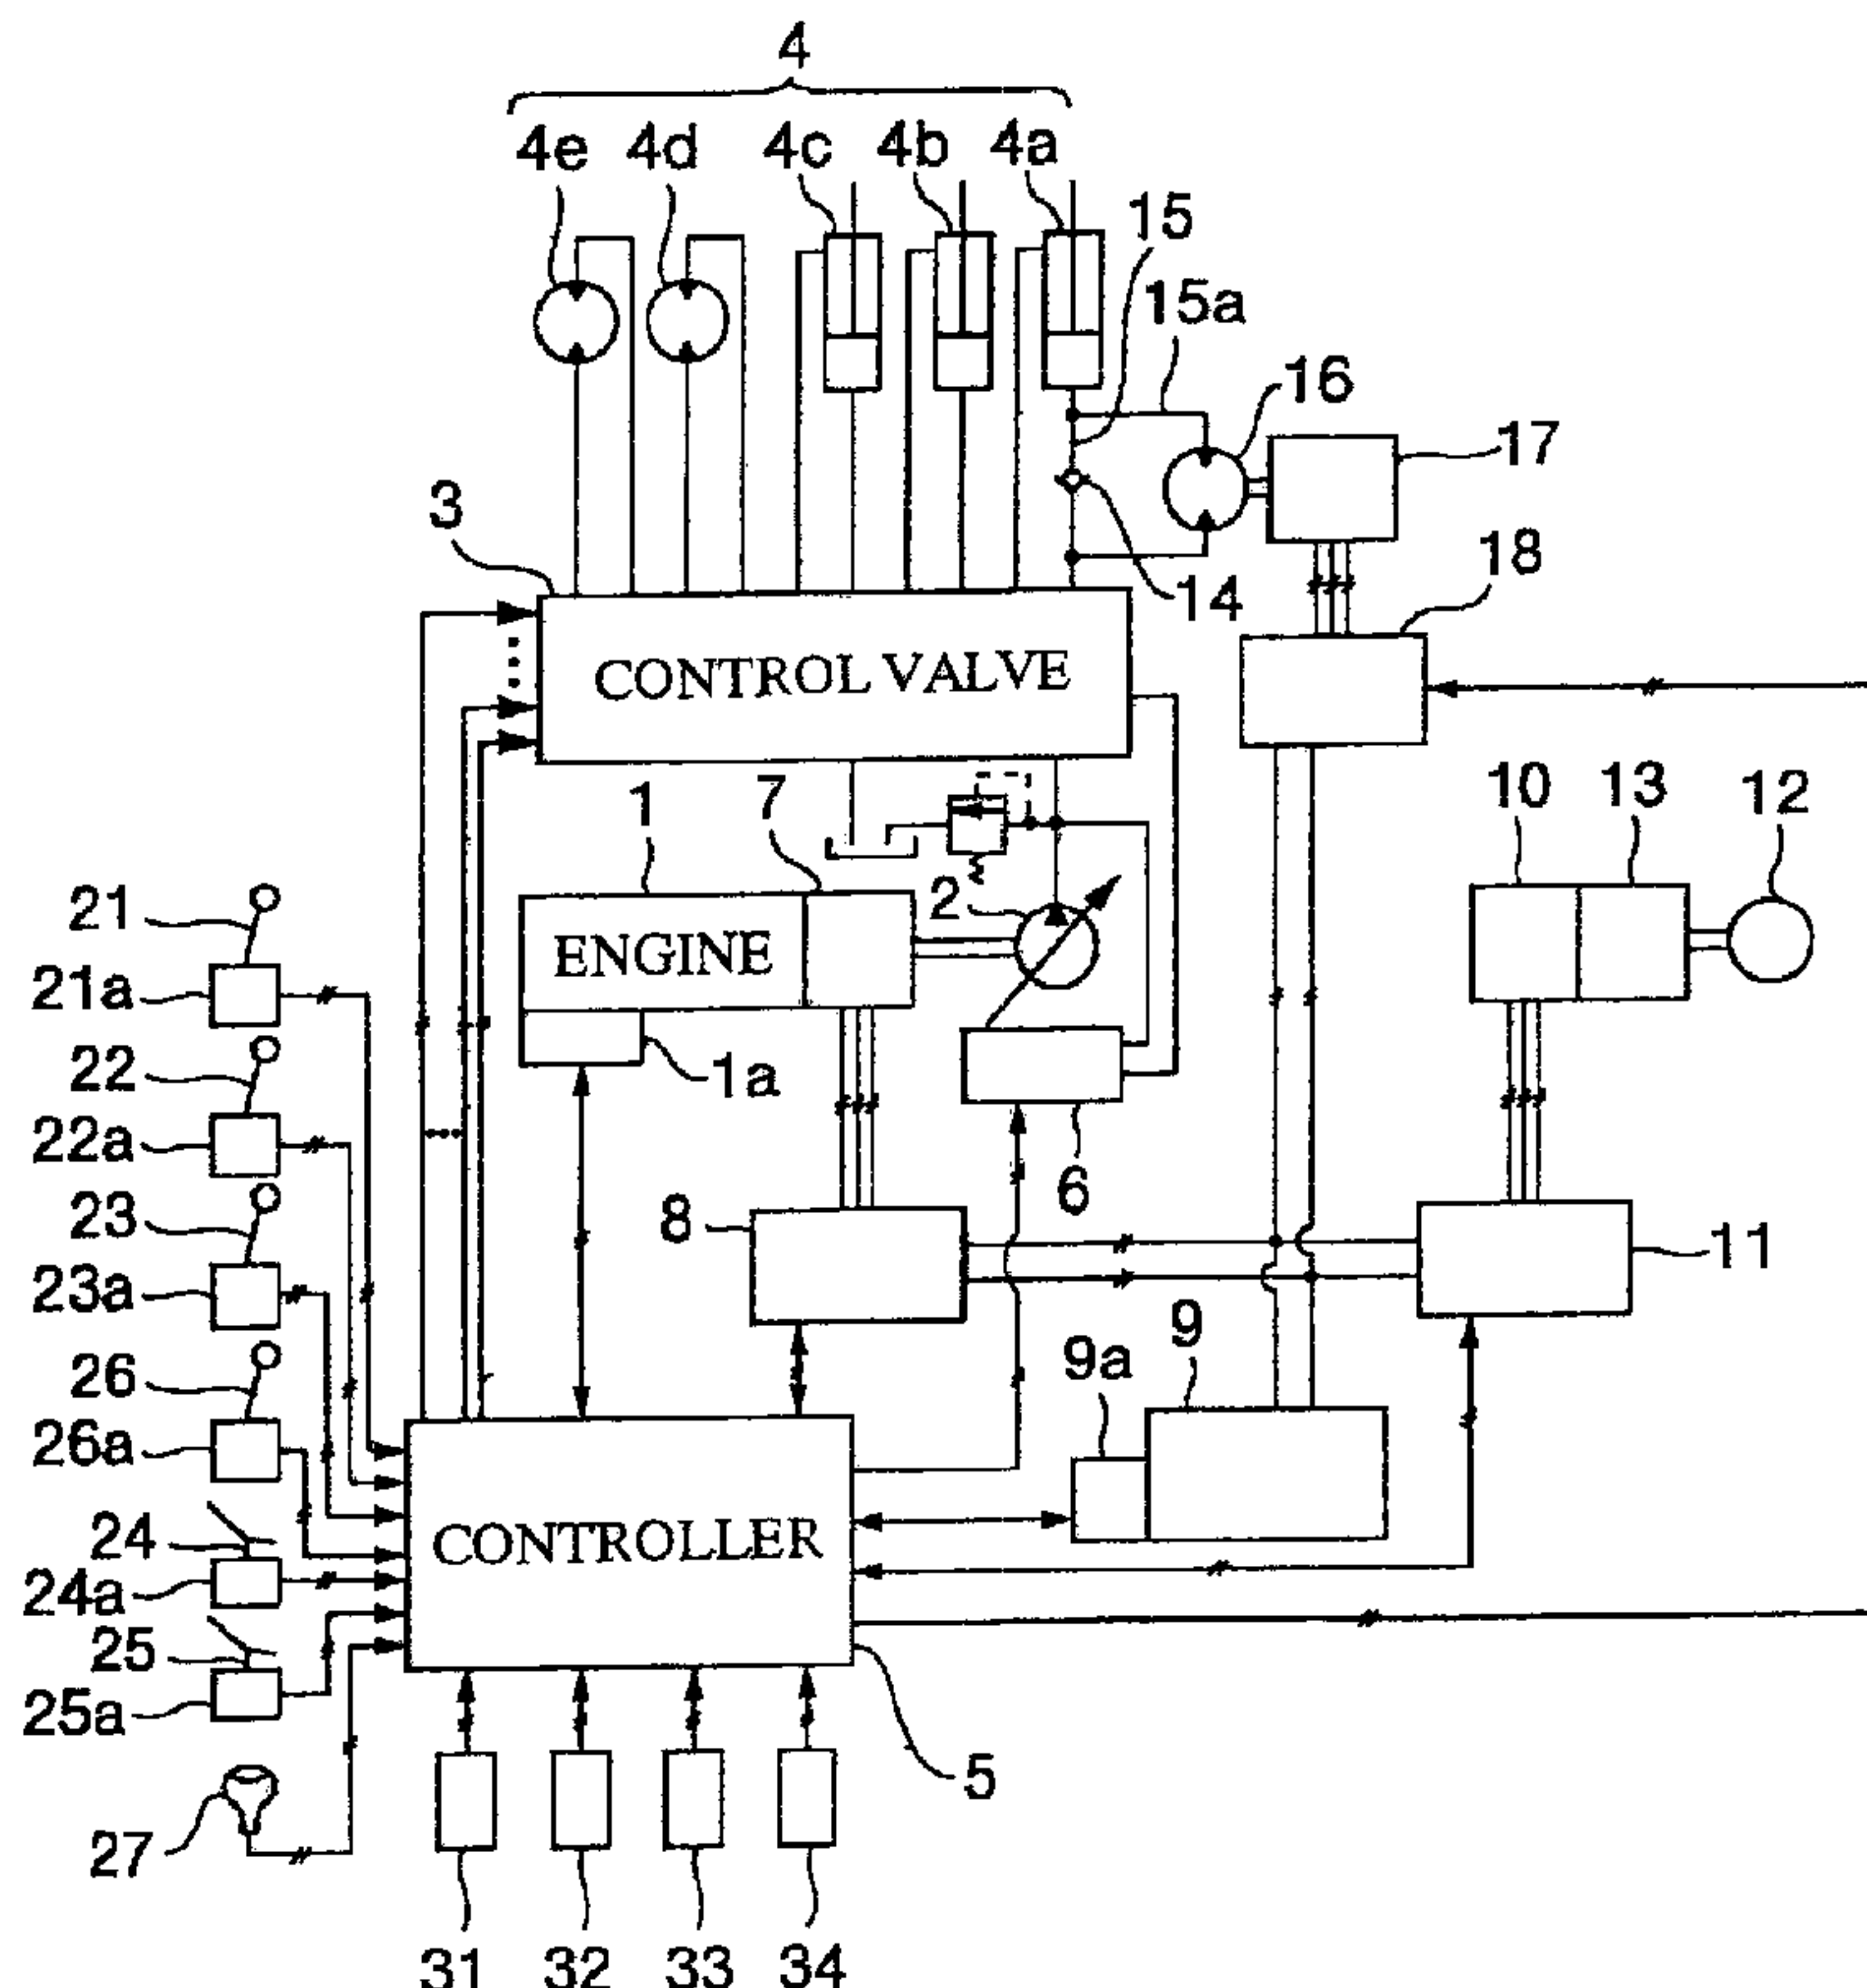 4
4e 4d 4c 4b 4a
15
15a
16
17
3
18
14
CONTROL VALVE
10 13 12
1 7
2
21
ENGINE
21a
22
1a
22a
6
23
8
11
23a
9
9a
26
26a
24
CONTROLLER
24a
25
25a
5
27
31 32 33 34